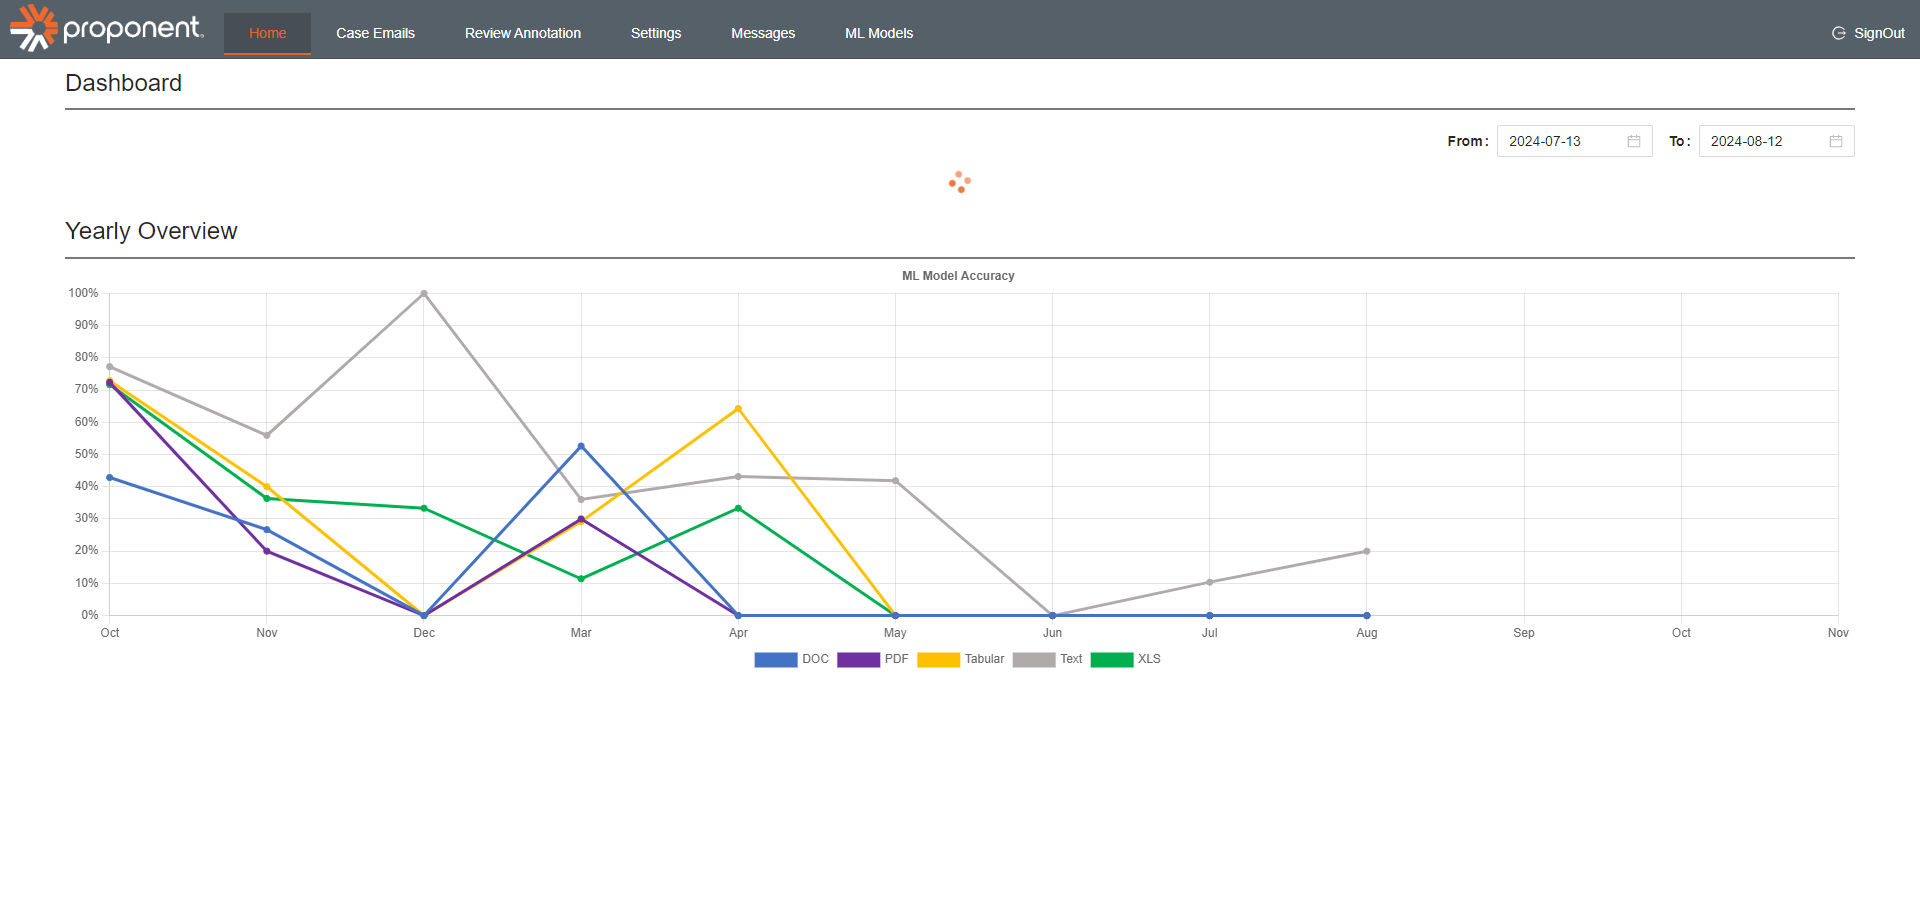 proponent
Home
Case Emails
Review Annotation
Settings
Messages
ML Models
SignOut
Dashboard
From: 2024-07-13
To: 2024-08-12
Yearly Overview
ML Model Accuracy
100%
90%
80%
70%
60%
50%
40%
30%
20%
10%
0%
Oct Nov Dec Mar Apr May Jun Jul Aug Sep Oct Nov
DOC PDF Tabular Text XLS